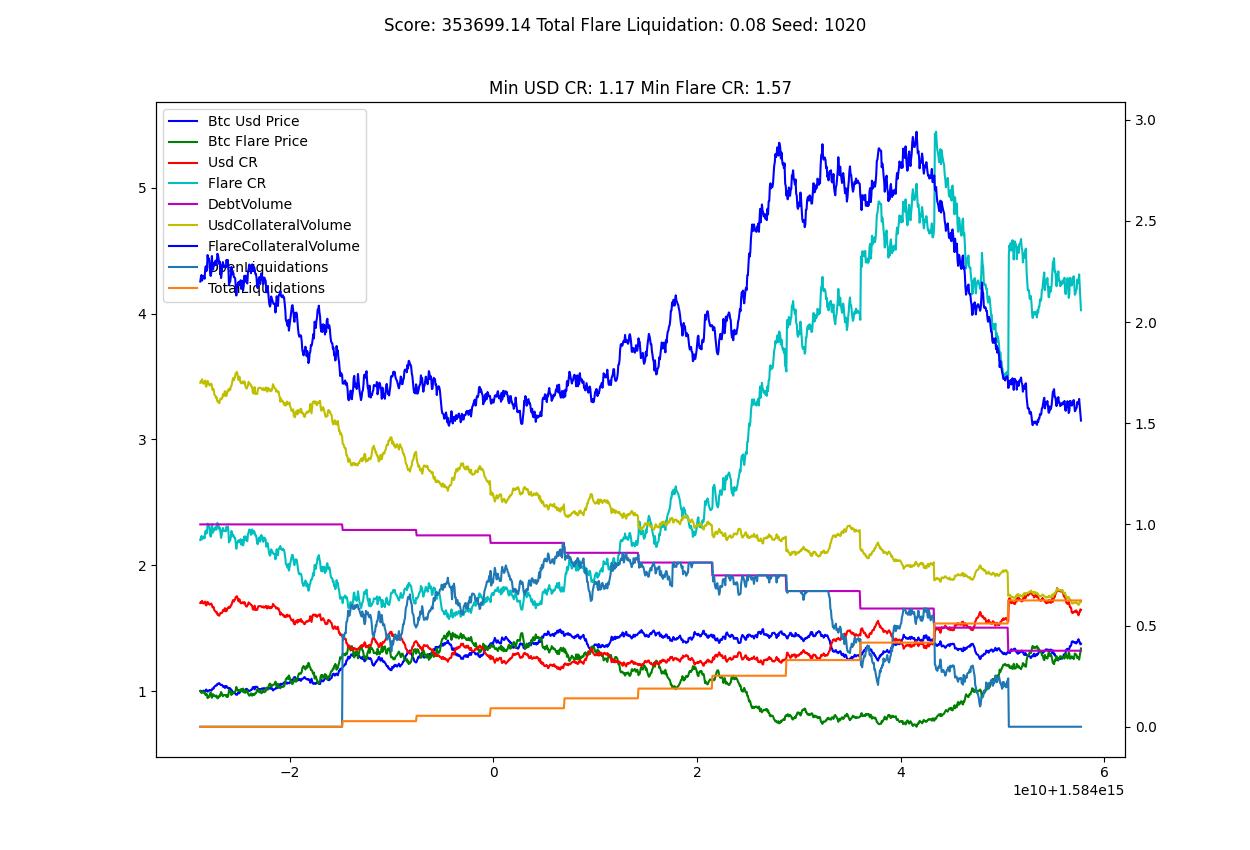 Score: 353699.14 Total Flare Liquidation: 0.08 Seed: 1020
Min USD CR: 1.17 Min Flare CR: 1.57
Btc Usd Price
Btc Flare Price
Usd CR
Flare CR
DebtVolume
UsdCollateralVolume
FlareCollateralVolume
OpenLiquidations
TotalLiquidations
5
4
3
2
1
3.0
2.5
2.0
1.5
1.0
0.5
0.0
−2 0 2 4 6
1e10+1.584e15